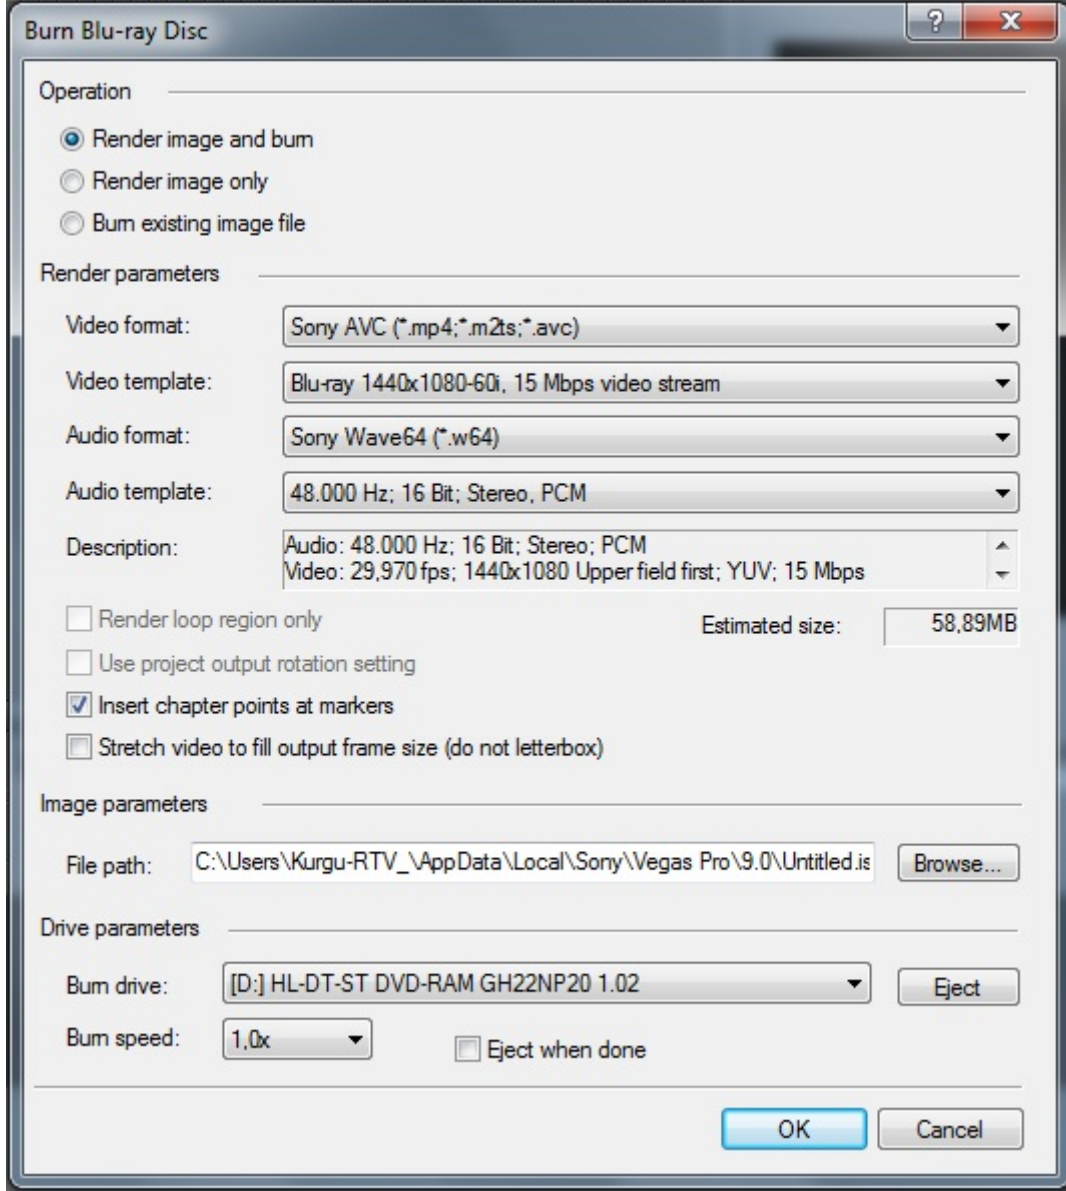 Burn Blu-ray Disc
?
Operation
Render image and burn
Render image only
Burn existing image file
Render parameters
Video format: Sony AVC (*.mp4;*.m2ts;*.avc)
Video template: Blu-ray 1440x1080-60i, 15 Mbps video stream
Audio format: Sony Wave64 (*.w64)
Audio template: 48.000 Hz; 16 Bit; Stereo, PCM
Description: Audio: 48.000 Hz; 16 Bit; Stereo; PCM
Video: 29,970 fps; 1440x1080 Upper field first; YUV; 15 Mbps
Render loop region only
Estimated size: 58,89MB
Use project output rotation setting
Insert chapter points at markers
Stretch video to fill output frame size (do not letterbox)
Image parameters
File path: C:\Users\Kurgu-RTV_\AppData\Local\Sony\Vegas Pro\9.0\Untitled.is Browse...
Drive parameters
Burn drive: [D:] HL-DT-ST DVD-RAM GH22NP20 1.02 Eject
Burn speed: 1,0x Eject when done
OK Cancel